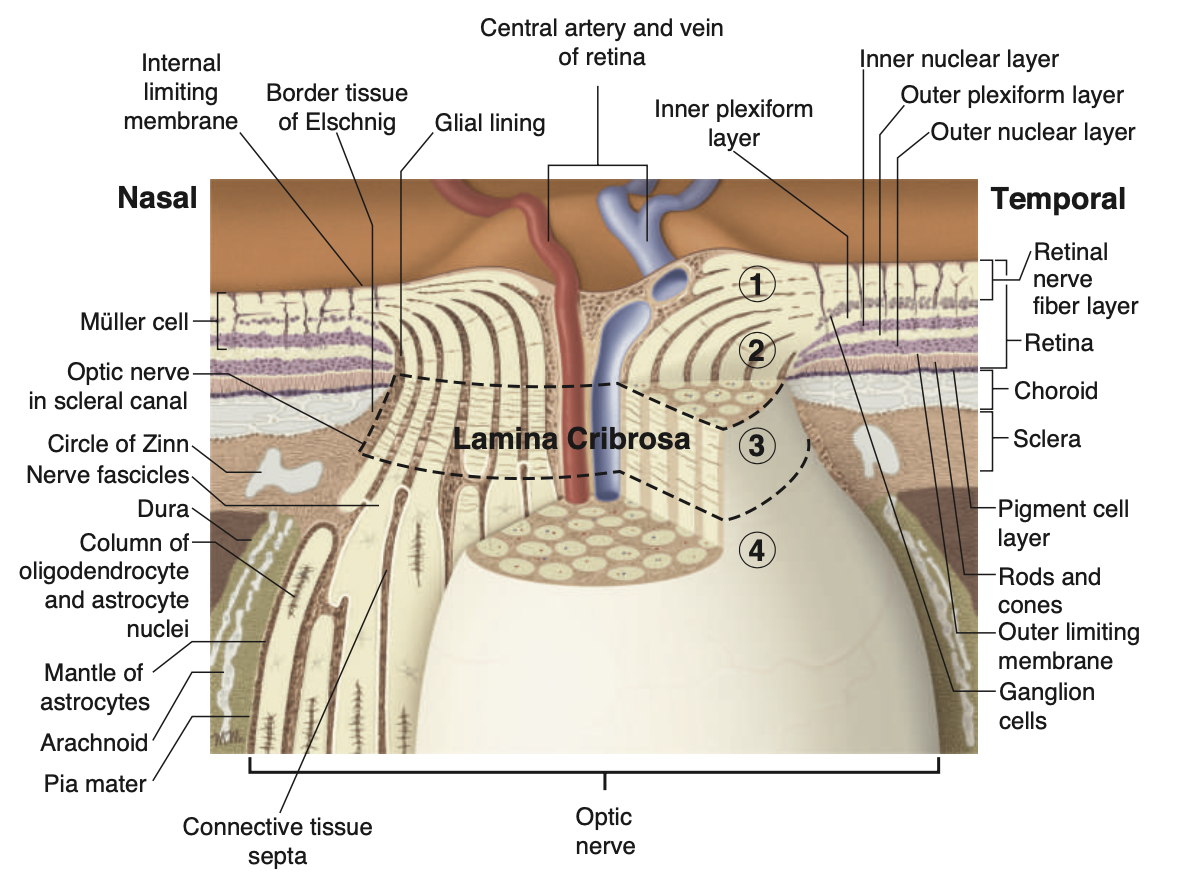 Central artery and vein
of retina
Internal
limiting
membrane
Border tissue
of Elschnig
Glial lining
Inner plexiform
layer
Inner nuclear layer
Outer plexiform layer
Outer nuclear layer
Nasal
Temporal
Müller cell
Optic nerve
in scleral canal
Circle of Zinn
Nerve fascicles
Dura
Column of
oligodendrocyte
and astrocyte
nuclei
Mantle of
astrocytes
Arachnoid
Pia mater
Connective tissue
septa
1
2
Lamina Cribrosa
3
4
Optic
nerve
Retinal
nerve
fiber layer
Retina
Choroid
Sclera
Pigment cell
layer
Rods and
cones
Outer limiting
membrane
Ganglion
cells